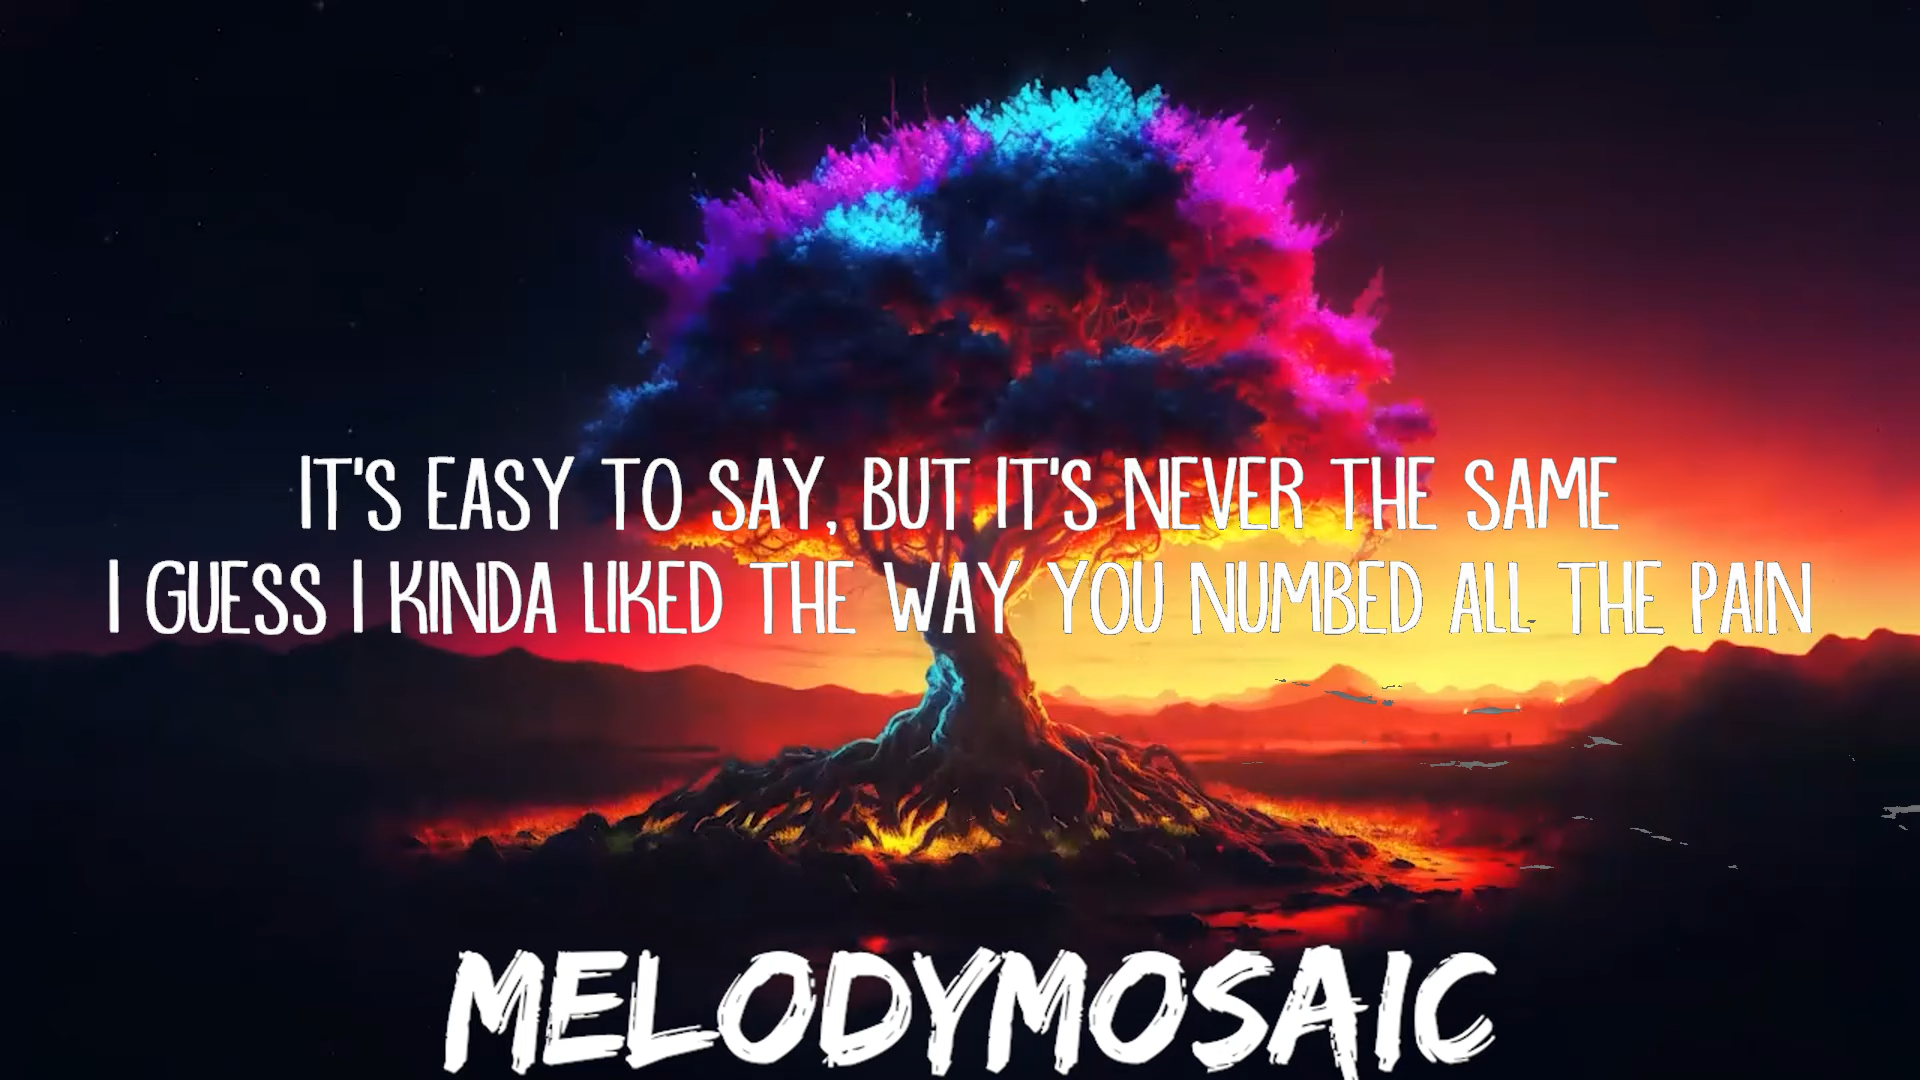 IT'S EASY TO SAY, BUT IT'S NEVER THE SAME
I GUESS I KINDA LIKED THE WAY YOU NUMBED ALL THE PAIN
MELODYMOSAIC